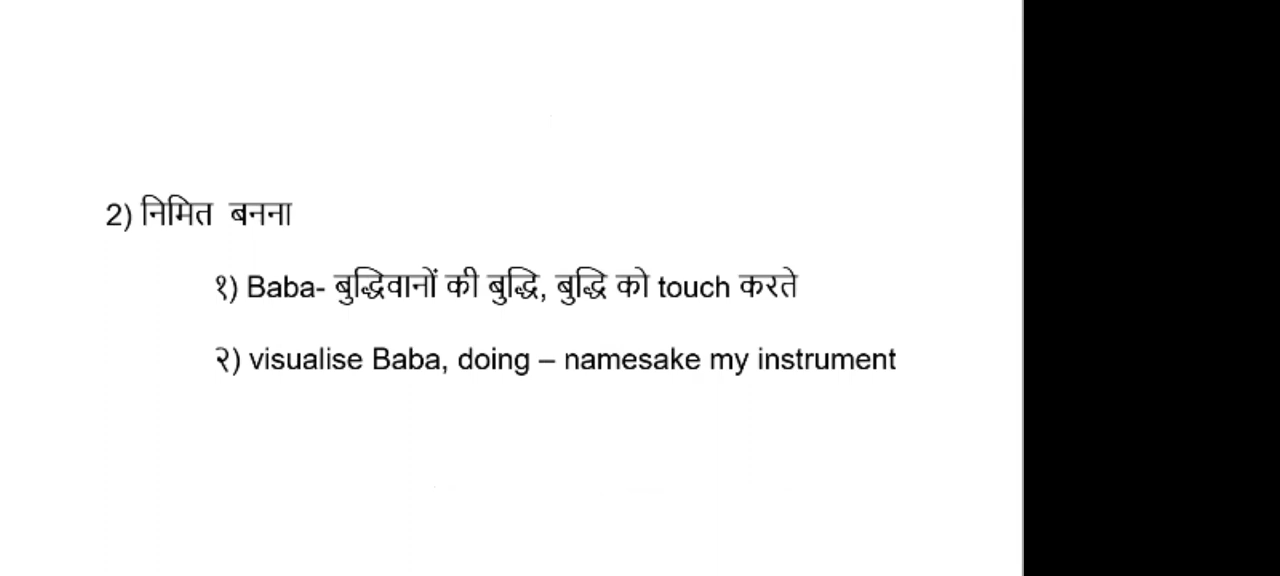 2) निमित बनना
१) Baba- बुद्धिवानों की बुद्धि, बुद्धि को touch करते
२) visualise Baba, doing – namesake my instrument